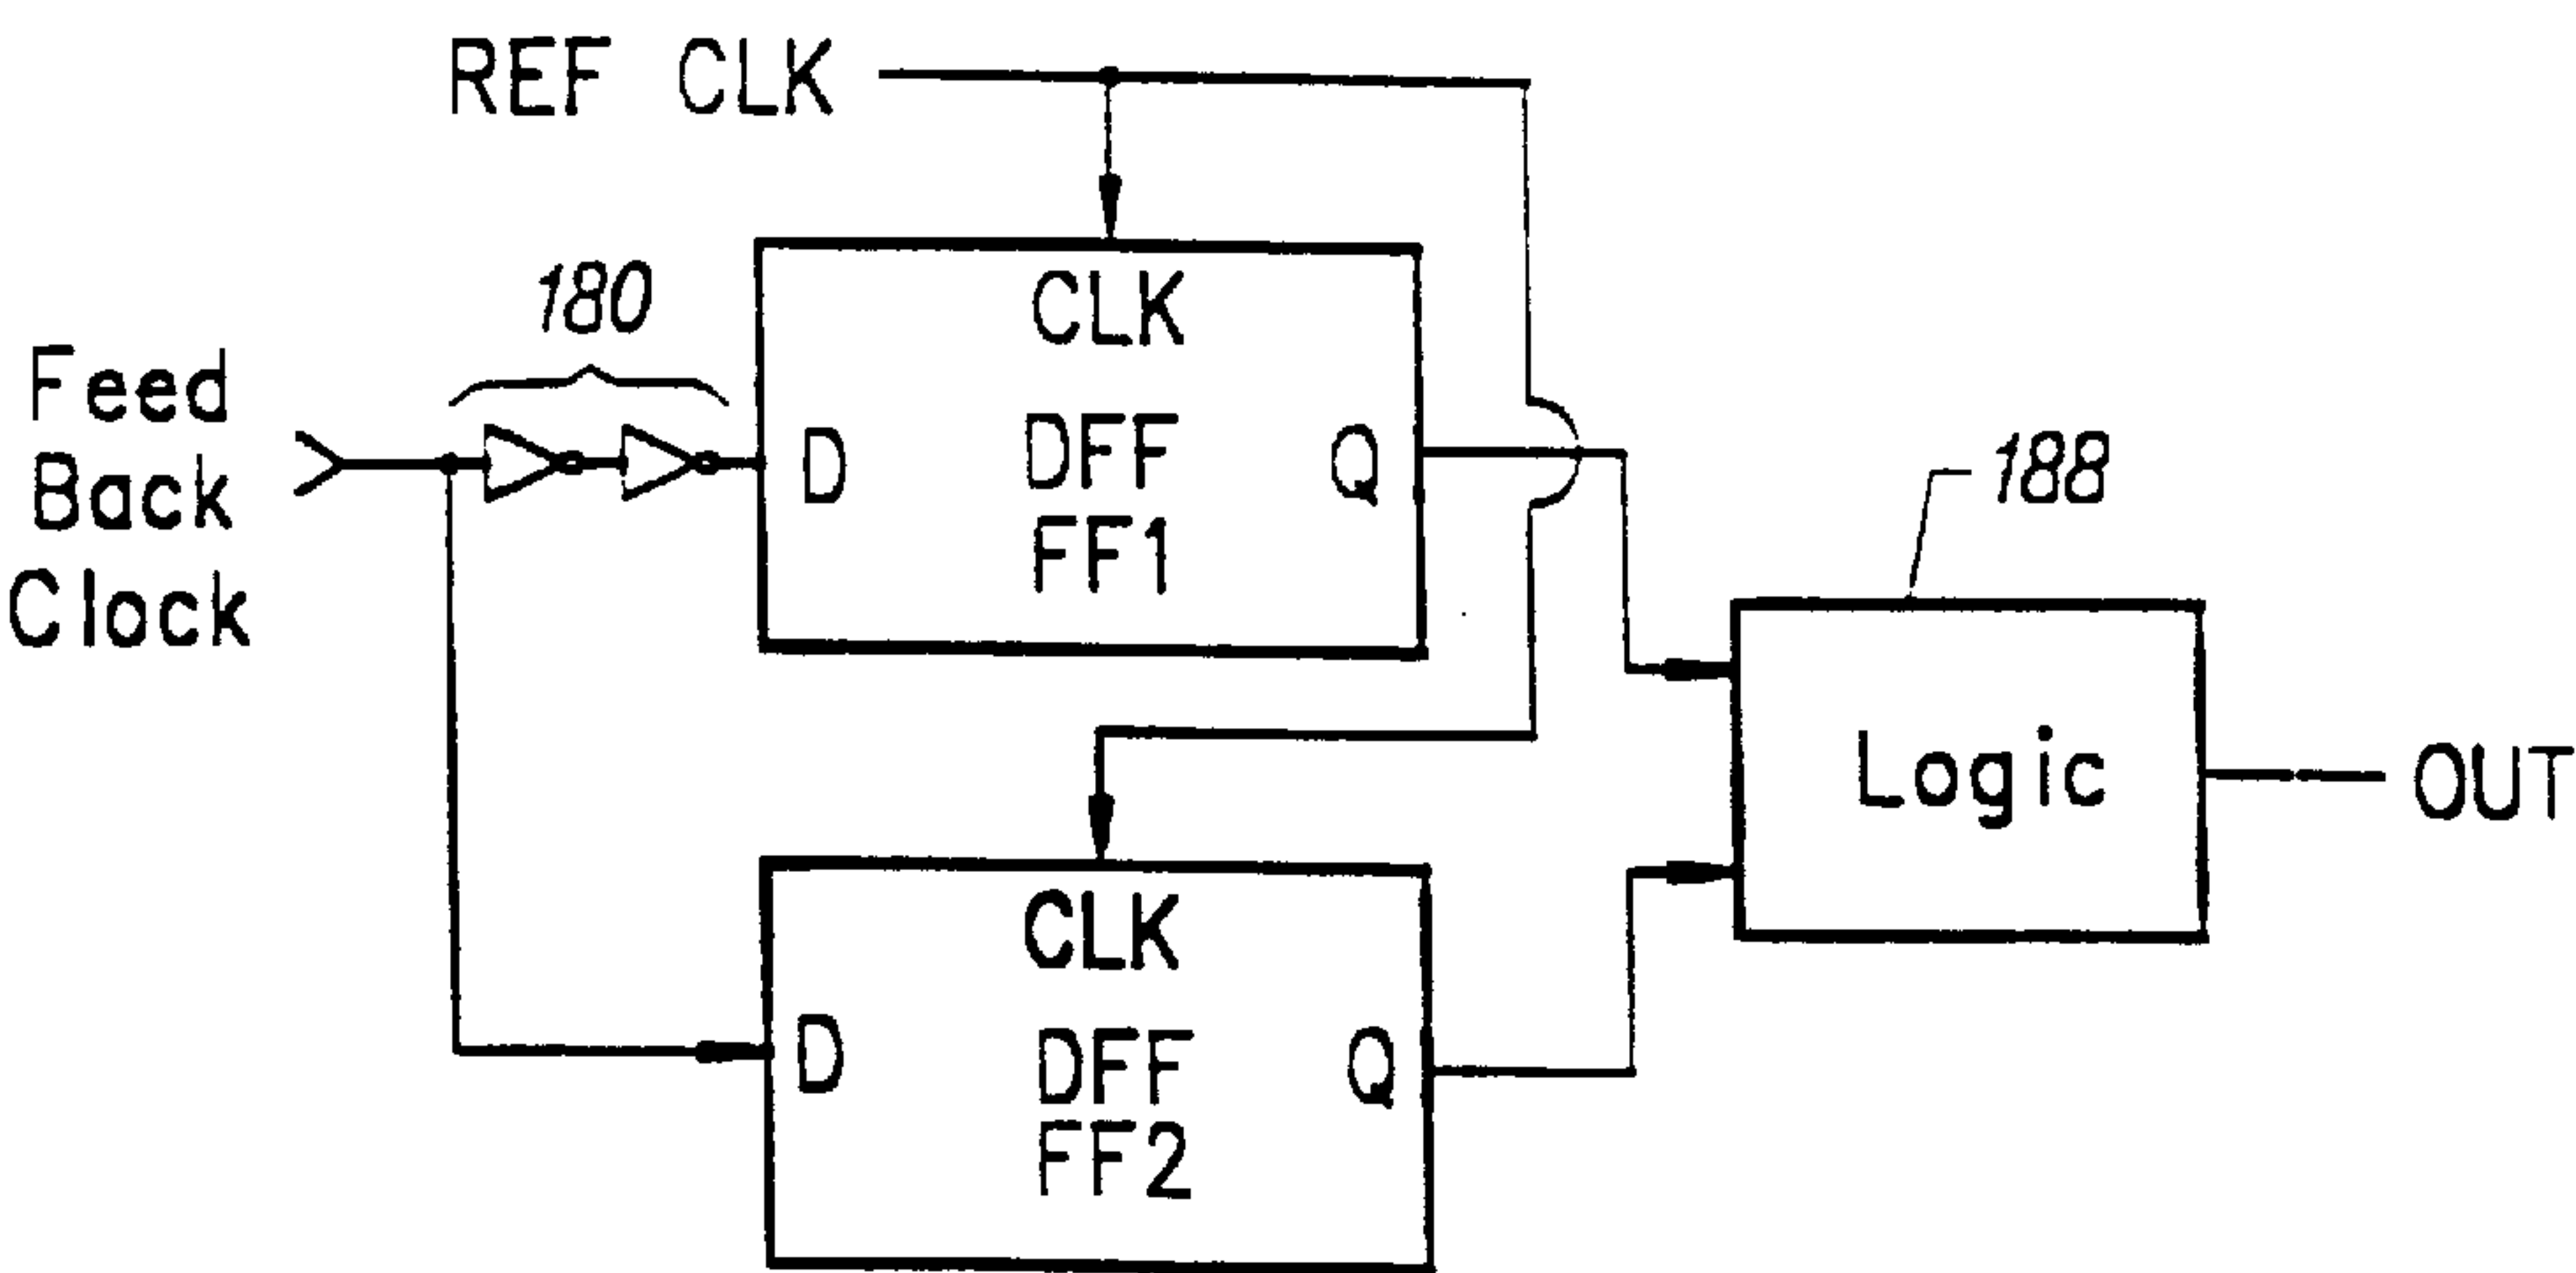 REF CLK
180
Feed
Back
Clock
CLK
D
DFF
Q
FF1
188
Logic
OUT
CLK
D
DFF
Q
FF2